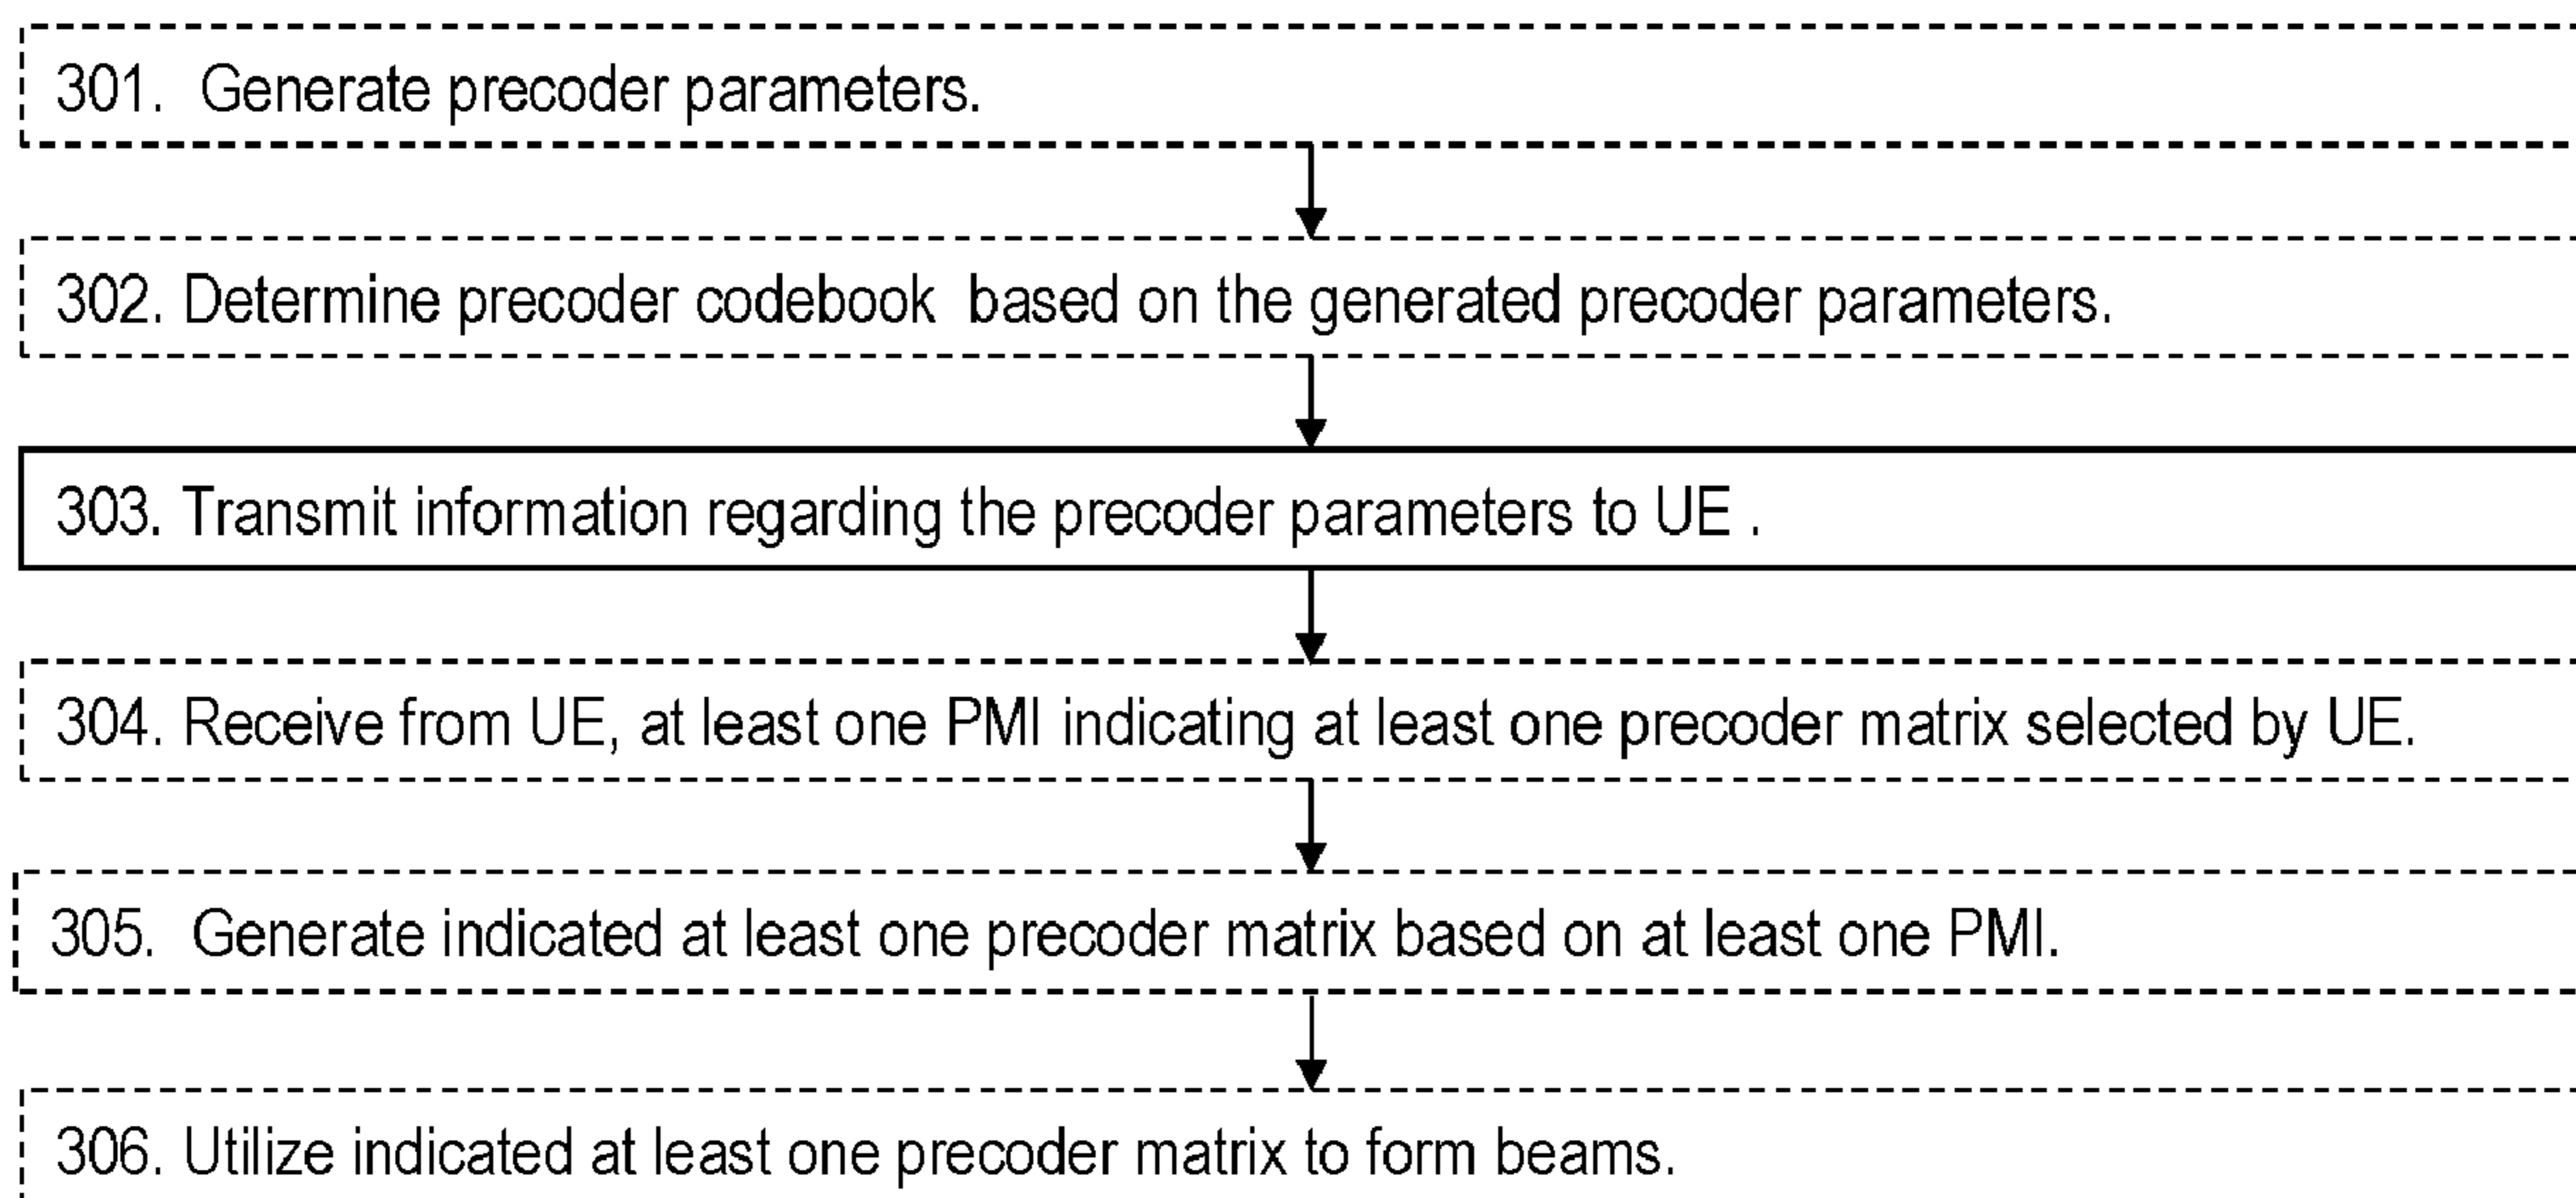 301. Generate precoder parameters.
302. Determine precoder codebook based on the generated precoder parameters.
303. Transmit information regarding the precoder parameters to UE .
304. Receive from UE, at least one PMI indicating at least one precoder matrix selected by UE.
305. Generate indicated at least one precoder matrix based on at least one PMI.
306. Utilize indicated at least one precoder matrix to form beams.